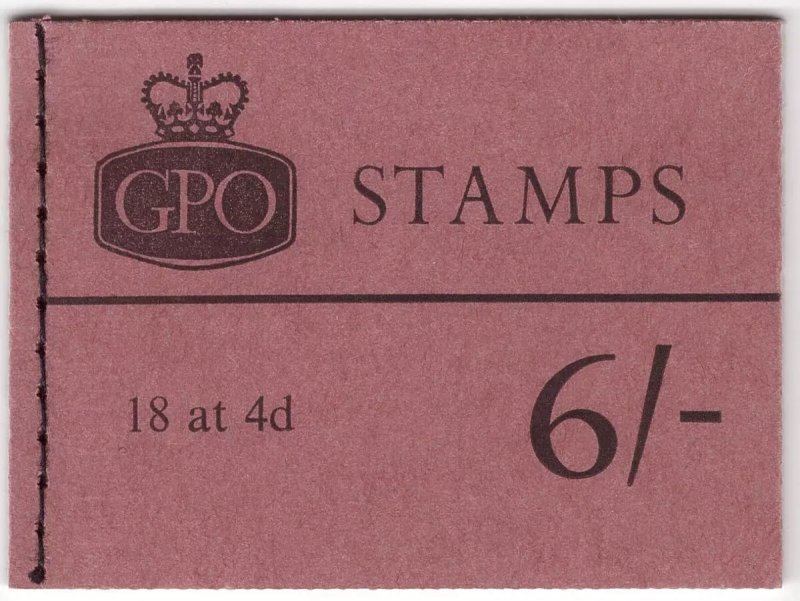 GPO
STAMPS
18 at 4d
6/-